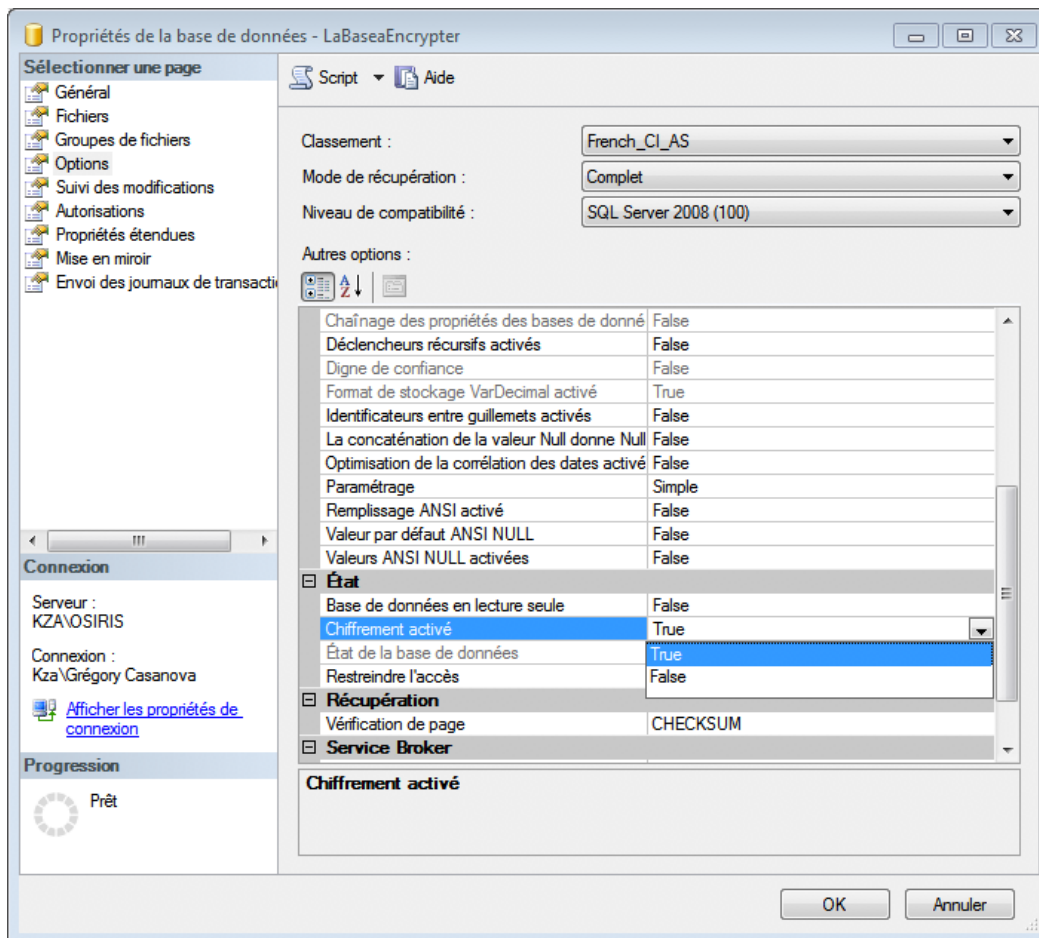 Propriétés de la base de données - LaBaseaEncrypter
Sélectionner une page
Général
Fichiers
Groupes de fichiers
Options
Suivi des modifications
Autorisations
Propriétés étendues
Mise en miroir
Envoi des journaux de transacti
Connexion
Serveur :
KZA\OSIRIS
Connexion :
Kza\Grégory Casanova
Afficher les propriétés de
connexion
Progression
Prêt
Script Aide
Classement : French_CI_AS
Mode de récupération : Complet
Niveau de compatibilité : SQL Server 2008 (100)
Autres options :
Chaînage des propriétés des bases de donné False
Déclencheurs récursifs activés False
Digne de confiance False
Format de stockage VarDecimal activé True
Identificateurs entre guillemets activés False
La concaténation de la valeur Null donne Null False
Optimisation de la corrélation des dates activé False
Paramétrage Simple
Remplissage ANSI activé False
Valeur par défaut ANSI NULL False
Valeurs ANSI NULL activées False
État
Base de données en lecture seule False
Chiffrement activé True
État de la base de données True
Restreindre l'accès False
Récupération
Vérification de page CHECKSUM
Service Broker
Chiffrement activé
OK Annuler